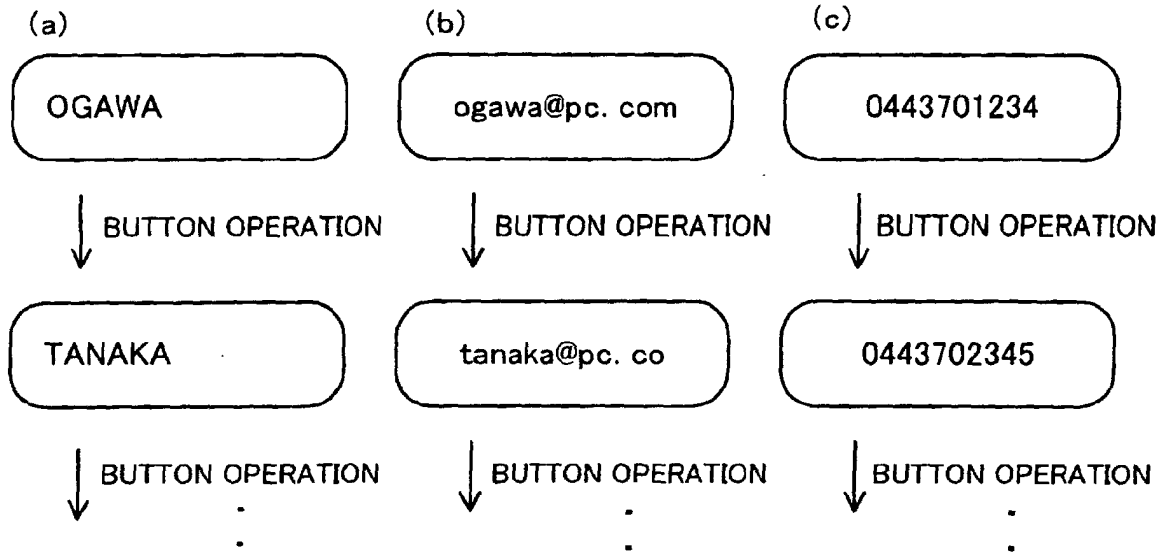 (a) (b) (c)
OGAWA ogawa@pc. com 0443701234
BUTTON OPERATION BUTTON OPERATION BUTTON OPERATION
TANAKA tanaka@pc. co 0443702345
BUTTON OPERATION BUTTON OPERATION BUTTON OPERATION